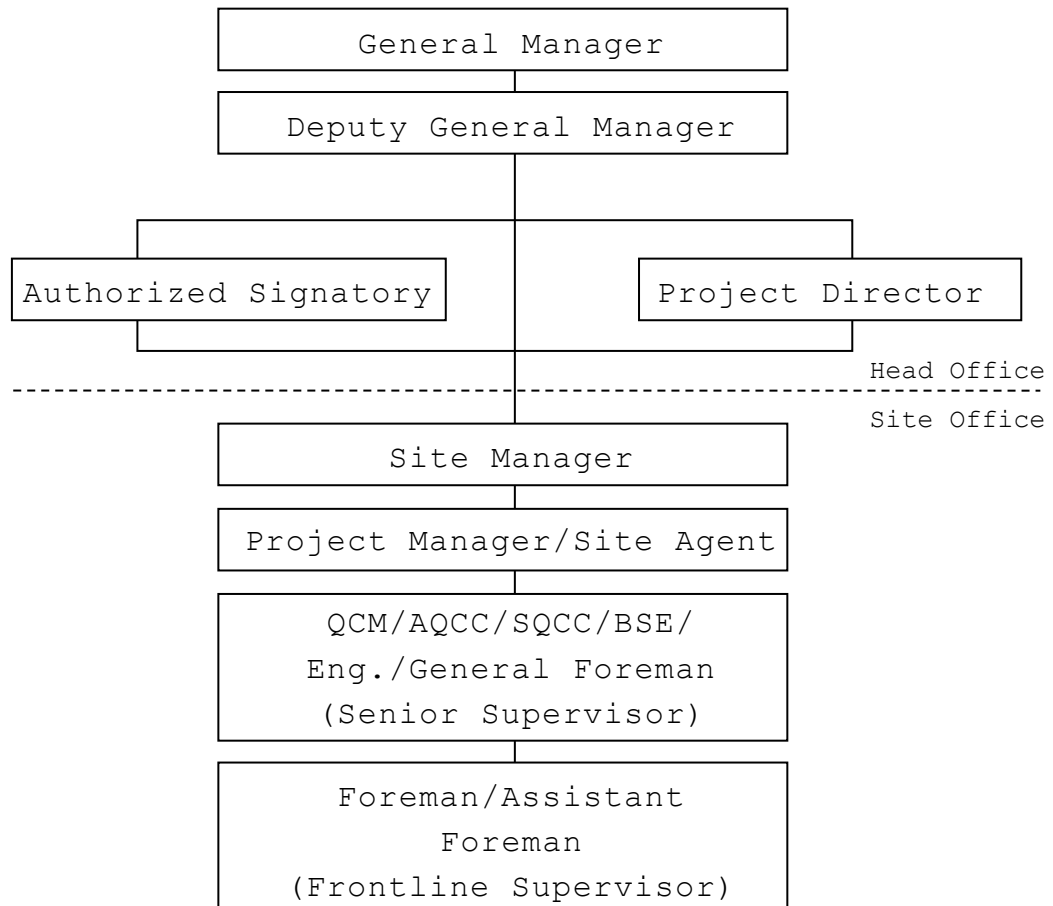 General Manager
Deputy General Manager
Authorized Signatory
Project Director
Head Office
Site Office
Site Manager
Project Manager/Site Agent
QCM/AQCC/SQCC/BSE/
Eng./General Foreman
(Senior Supervisor)
Foreman/Assistant
Foreman
(Frontline Supervisor)